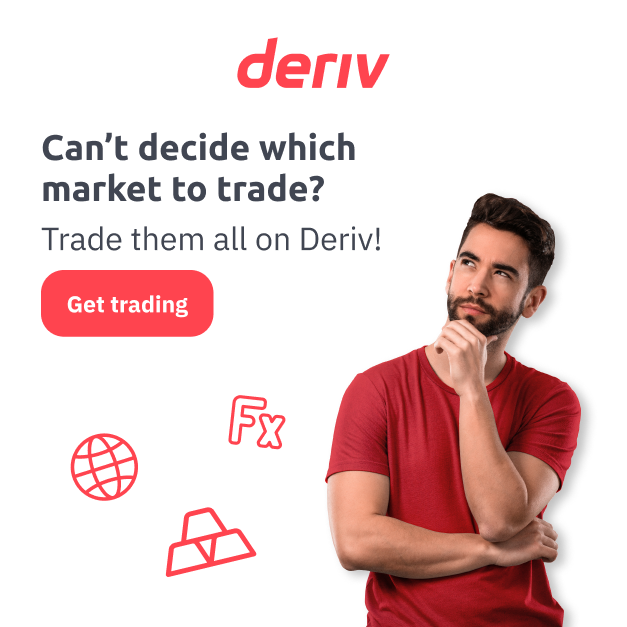 deriv
Can’t decide which
market to trade?
Trade them all on Deriv!
Get trading
Fx